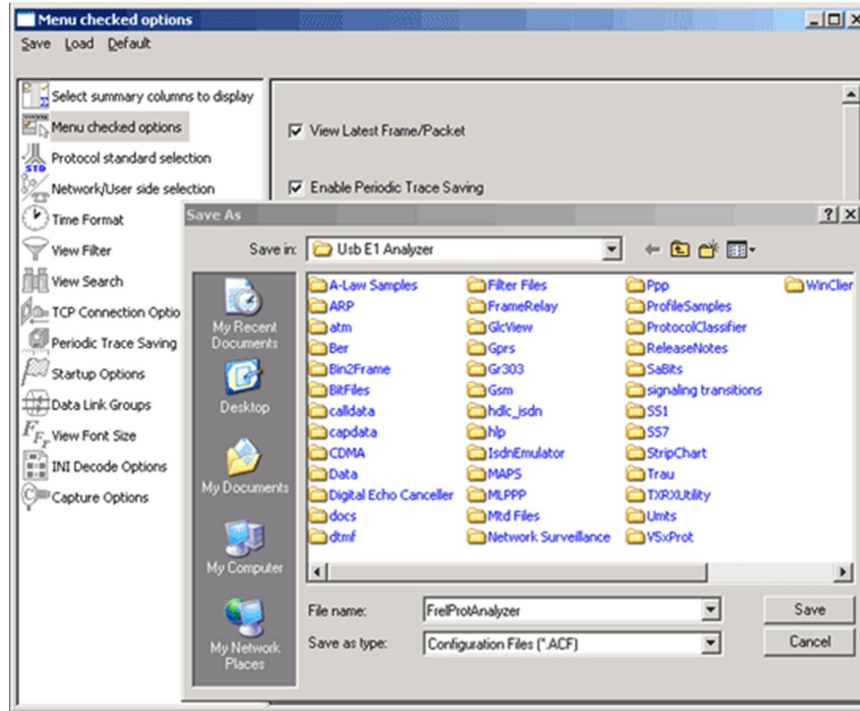 Menu checked options
Save Load Default
Select summary columns to display
Menu checked options
Protocol standard selection
Network/User side selection
Time Format
View Filter
View Search
TCP Connection Optio
Periodic Trace Saving
Startup Options
Data Link Groups
View Font Size
INI Decode Options
Capture Options
View Latest Frame/Packet
Enable Periodic Trace Saving
Save As
Save in: Usb E1 Analyzer
My Recent
Documents
Desktop
My Documents
My Computer
My Network
Places
A-Law Samples
ARP
atm
Ber
Bin2Frame
BitFiles
calldata
capdata
CDMA
Data
Digital Echo Canceller
docs
dtmf
Filter Files
FrameRelay
GlcView
Gprs
Gr303
Gsm
hdlc_isdn
hlp
IsdnEmulator
MAPS
MLPPP
Mtd Files
Network Surveillance
Ppp
ProfileSamples
ProtocolClassifier
ReleaseNotes
SaBits
signaling transitions
SS1
SS7
StripChart
Trau
TXRXUtility
Umts
VSxProt
WinClier
File name: FrelProtAnalyzer
Save
Save as type: Configuration Files (*.ACF)
Cancel